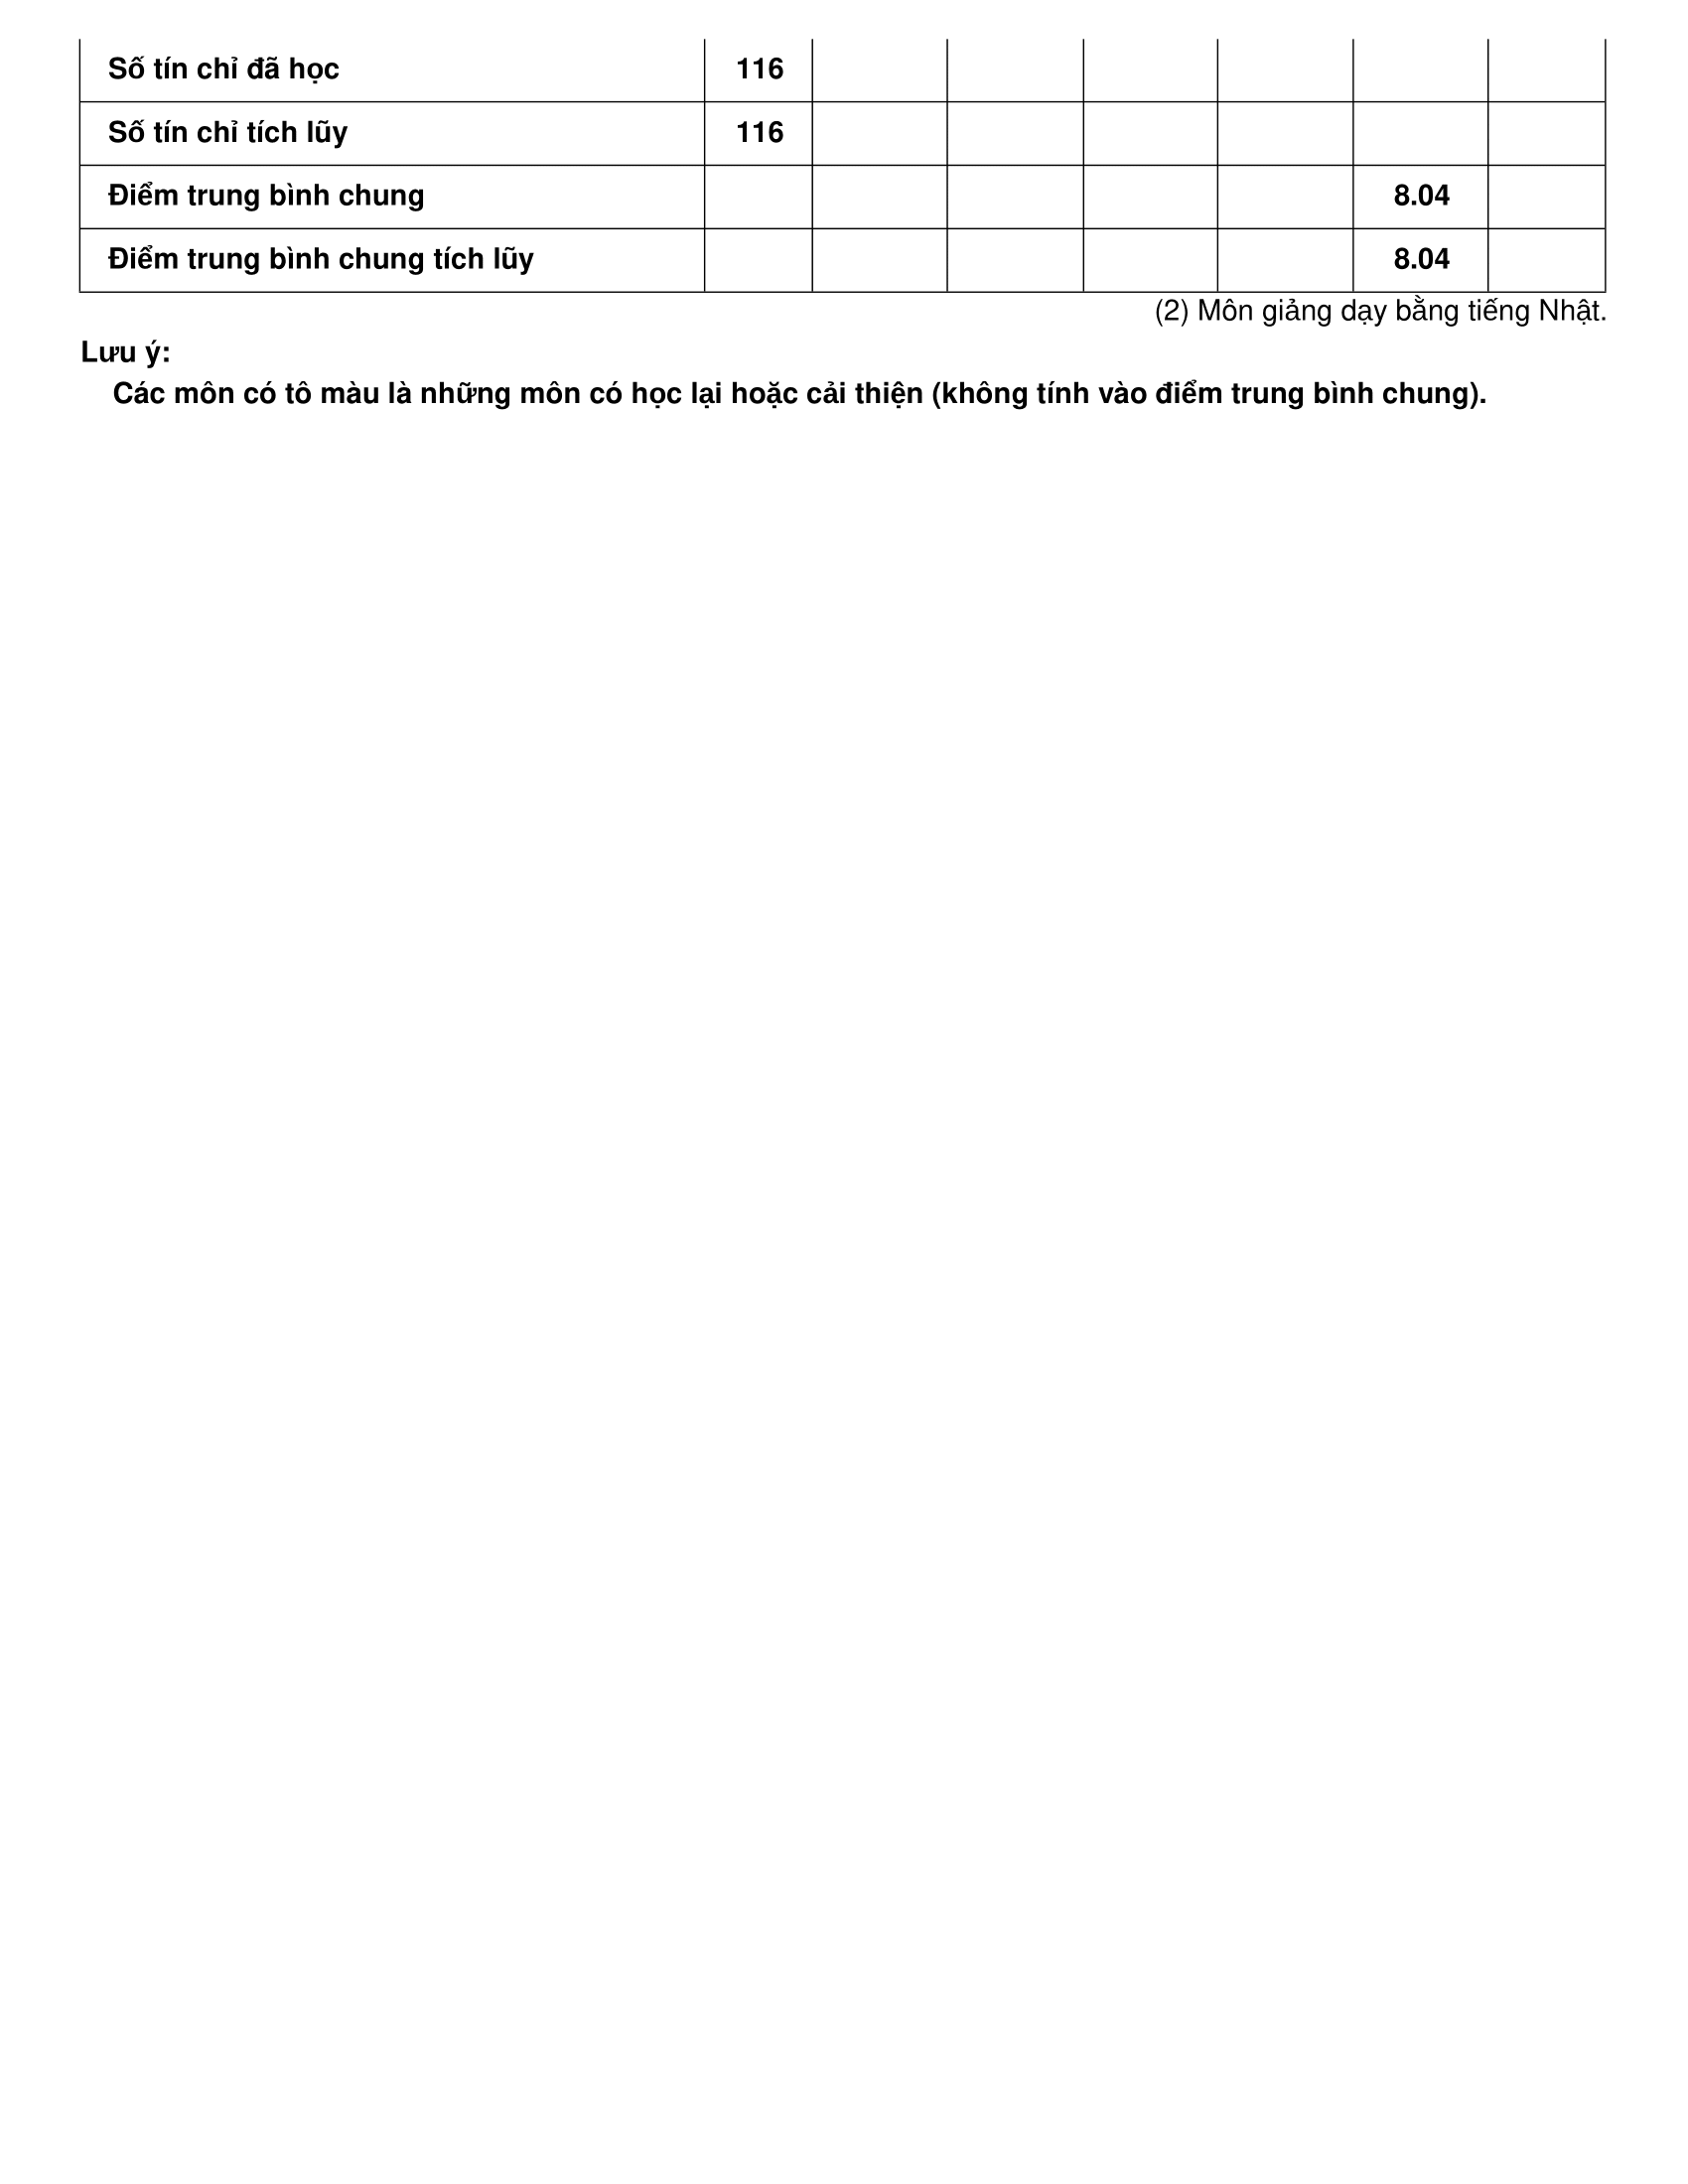 Số tín chỉ đã học 116
Số tín chỉ tích lũy 116
Điểm trung bình chung 8.04
Điểm trung bình chung tích lũy 8.04
(2) Môn giảng dạy bằng tiếng Nhật.
Lưu ý:
Các môn có tô màu là những môn có học lại hoặc cải thiện (không tính vào điểm trung bình chung).